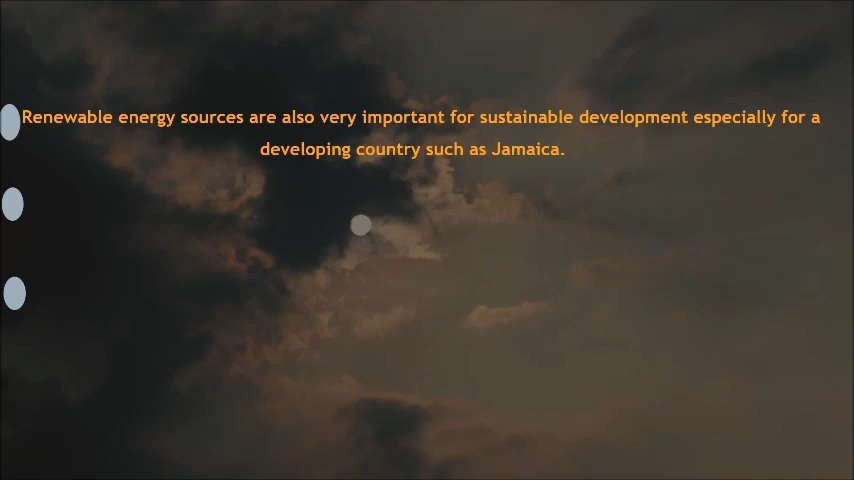 Renewable energy sources are also very important for sustainable development especially for a
developing country such as Jamaica.